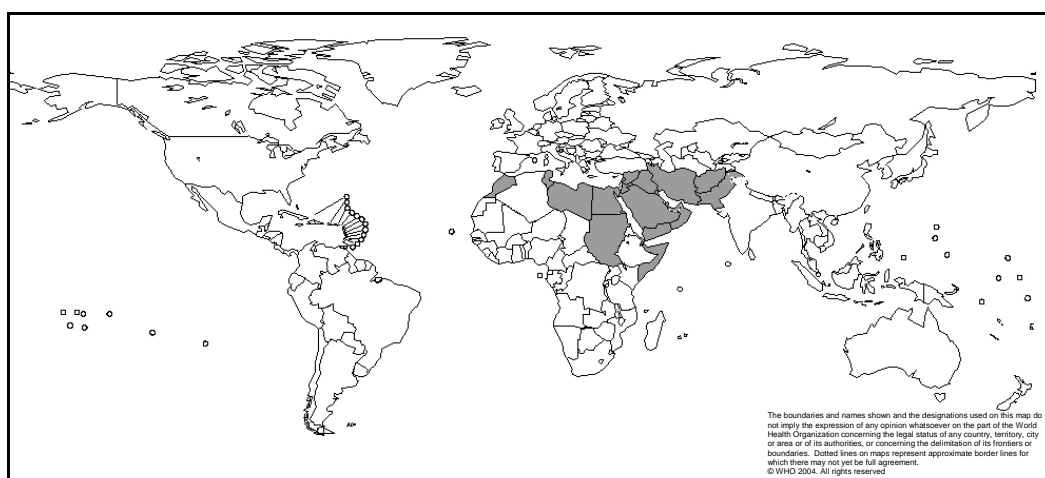 The boundaries and names shown and the designations used on this map do
not imply the expression of any opinion whatsoever on the part of the World
Health Organization concerning the legal status of any country, territory, city
or area or of its authorities, or concerning the delimitation of its frontiers or
boundaries.  Dotted lines on maps represent approximate border lines for
which there may not yet be full agreement.
© WHO 2004. All rights reserved